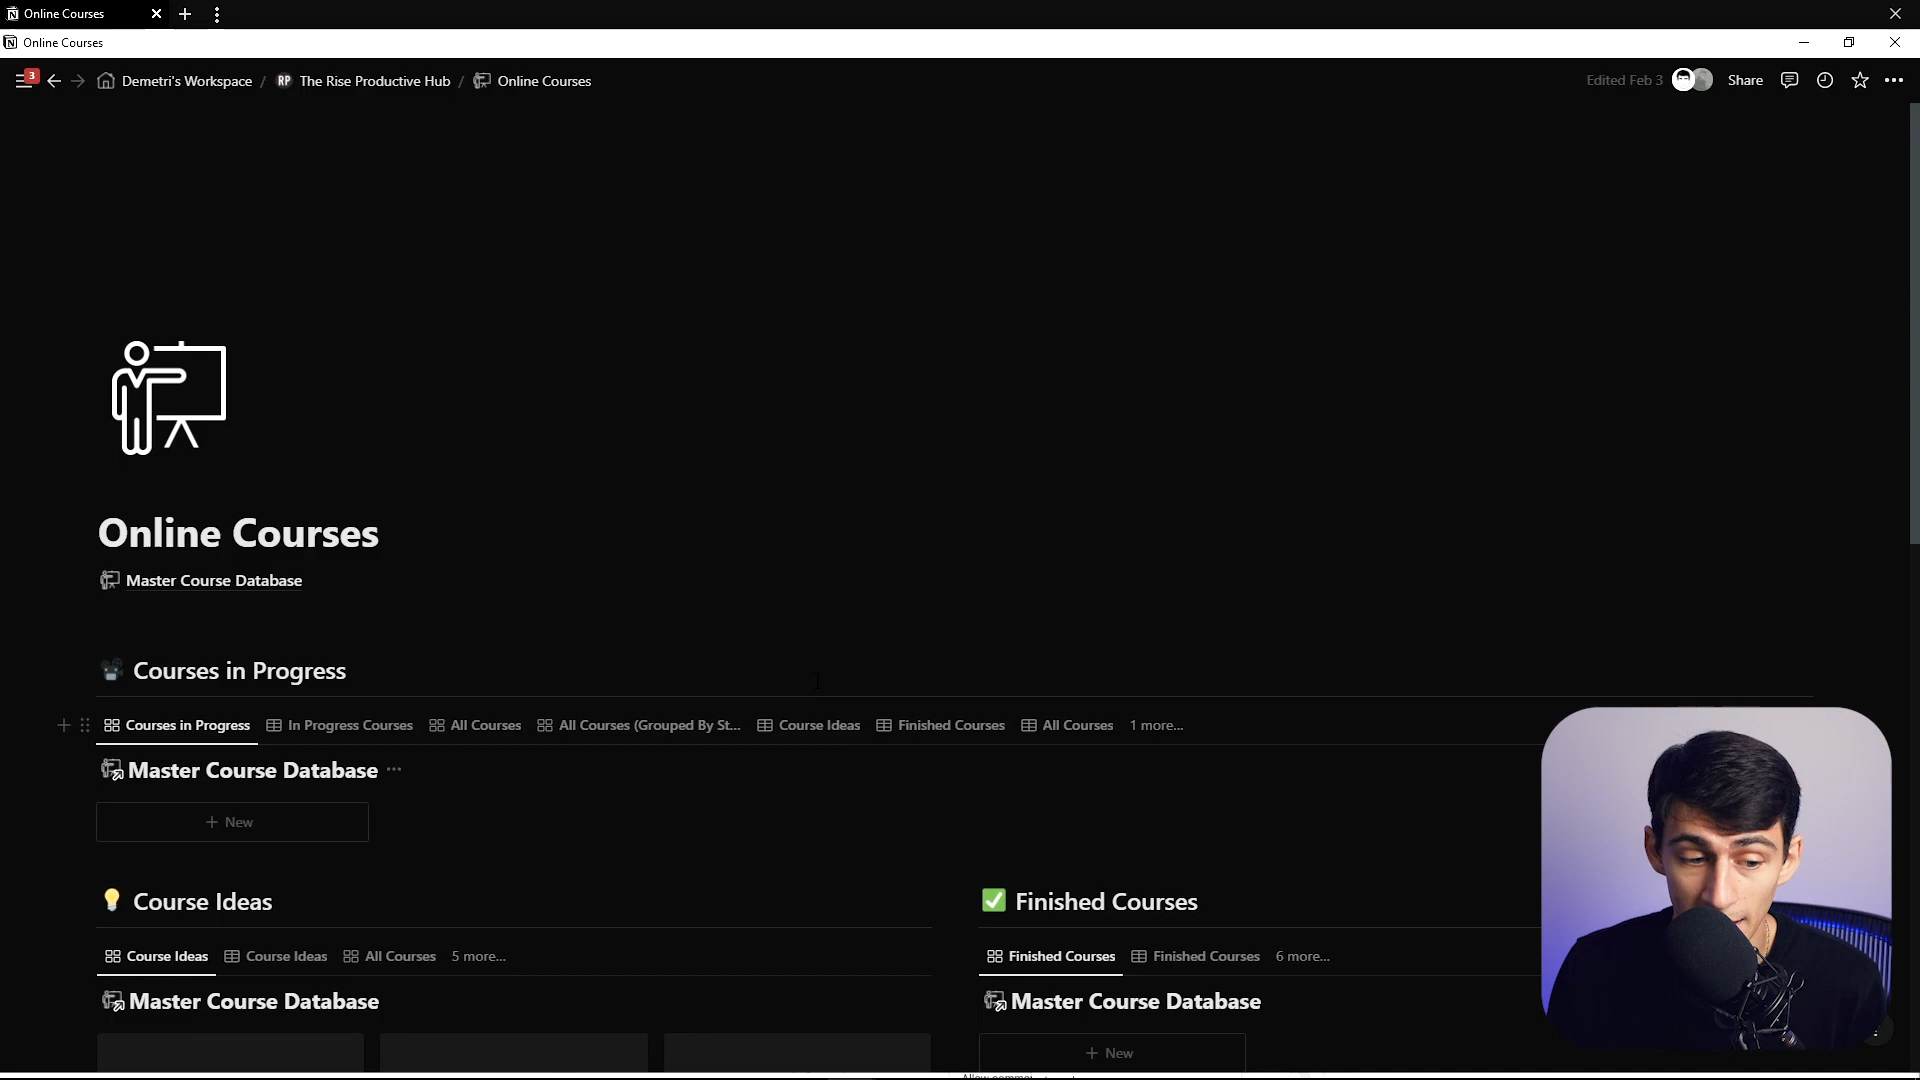 Online Courses
Online Courses
3
Demetri's Workspace / RP The Rise Productive Hub / Online Courses
Edited Feb 3 Share
Online Courses
Master Course Database
Courses in Progress
Courses in Progress In Progress Courses All Courses All Courses (Grouped By St... Course Ideas Finished Courses All Courses 1 more...
Master Course Database
New
Course Ideas
Course Ideas Course Ideas All Courses 5 more...
Master Course Database
Finished Courses
Finished Courses Finished Courses 6 more...
Master Course Database
New